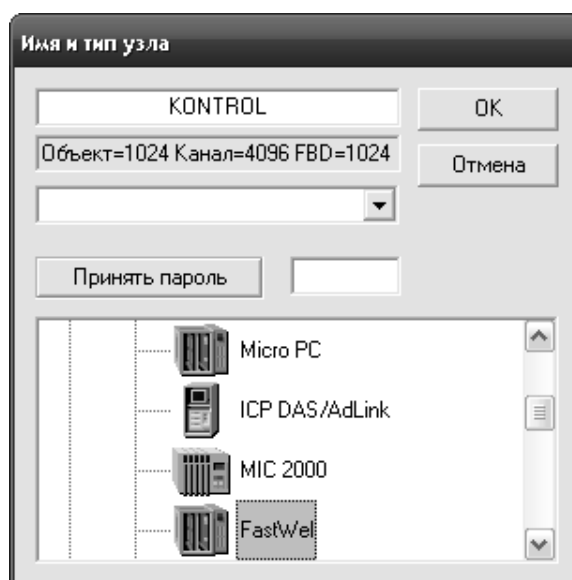 Имя и тип узла
KONTROL
OK
Объект=1024 Канал=4096 FBD=1024
Отмена
Принять пароль
Micro PC
ICP DAS/AdLink
MIC 2000
FastWel